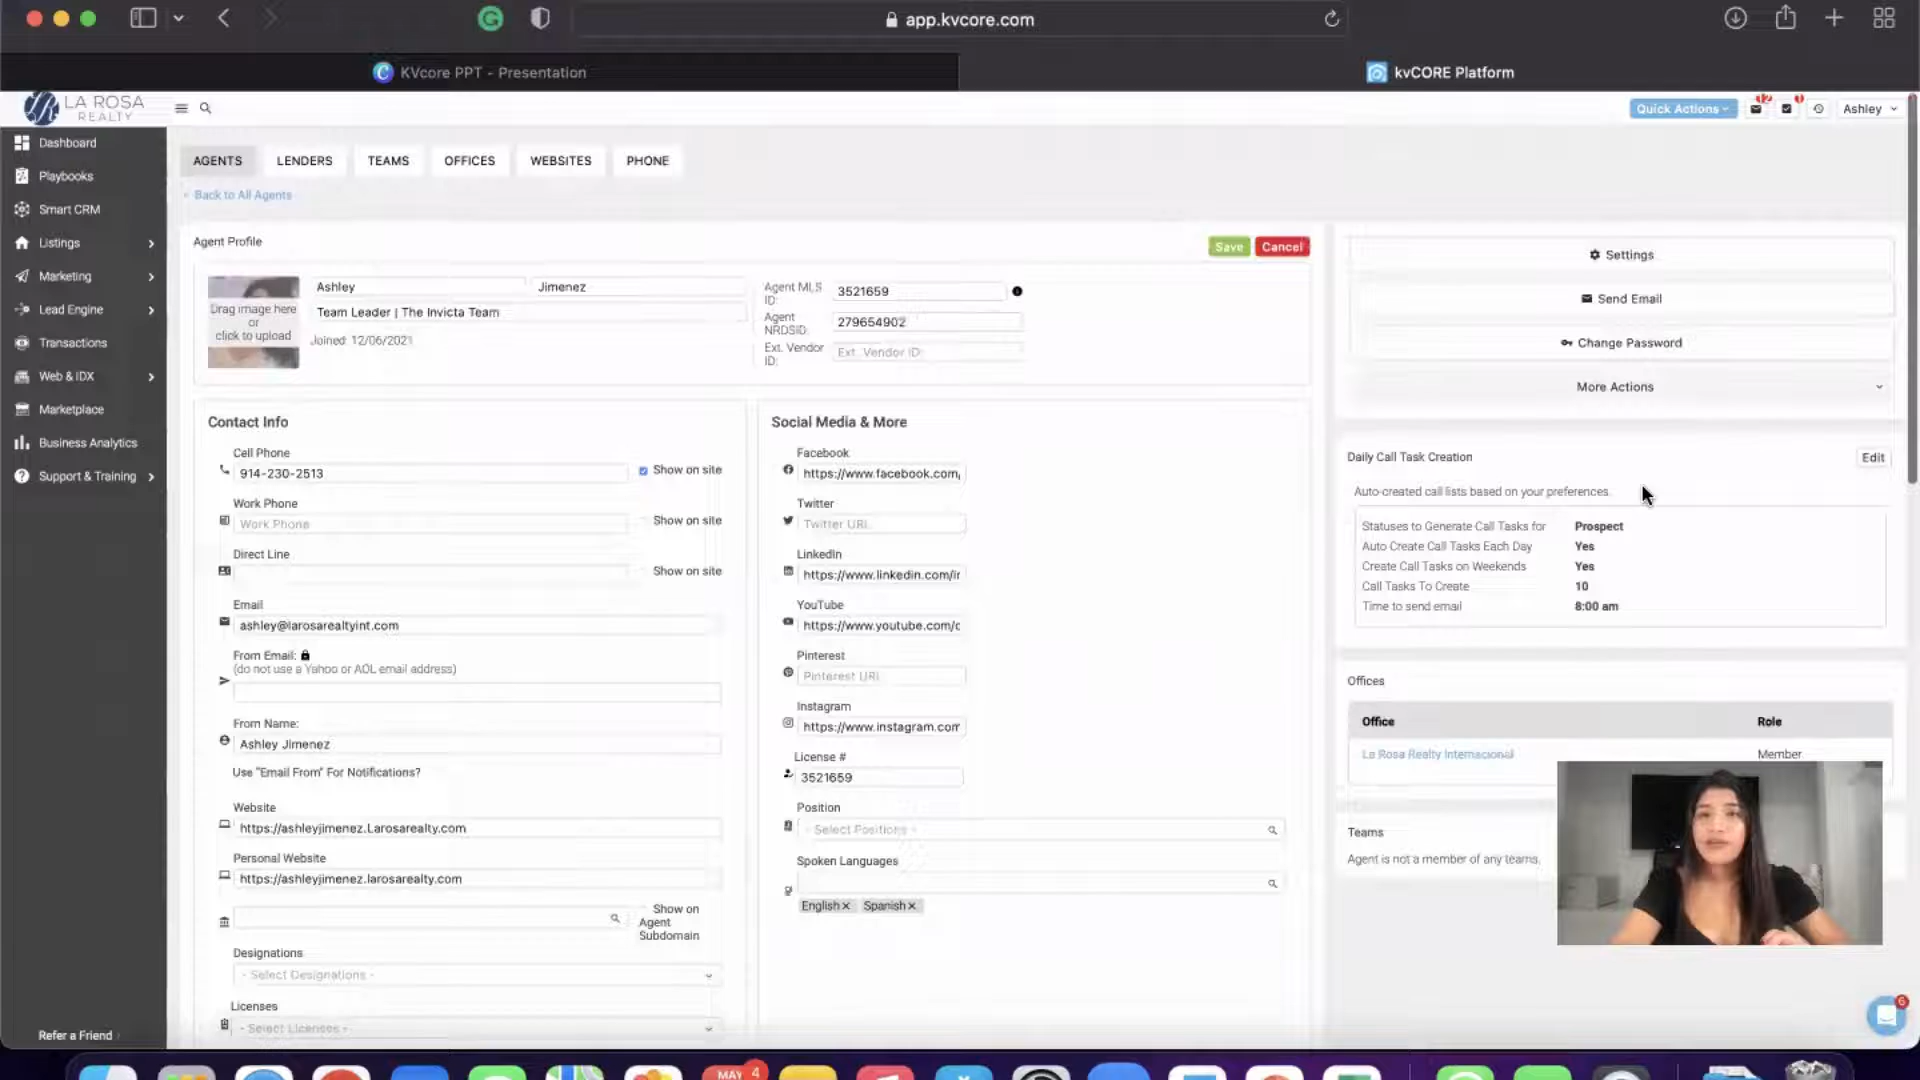 app.kvcore.com
KVcore PPT - Presentation
kvCORE Platform
LA ROSA
REALTY
Quick Actions
12
1
Ashley
Dashboard
Playbooks
Smart CRM
Listings
Marketing
Lead Engine
Transactions
Web & IDX
Marketplace
Business Analytics
Support & Training
Refer a Friend
AGENTS
LENDERS
TEAMS
OFFICES
WEBSITES
PHONE
Back to All Agents
Agent Profile
Save
Cancel
Drag image here
or
click to upload
Ashley
Jimenez
Team Leader | The Invicta Team
Joined: 12/06/2021
Agent MLS
ID:
3521659
Agent
NRDSID:
279654902
Ext. Vendor
ID:
Ext. Vendor ID:
Contact Info
Cell Phone
914-230-2513
Show on site
Work Phone
Work Phone
Show on site
Direct Line
Show on site
Email
ashley@larosarealtyint.com
From Email:
(do not use a Yahoo or AOL email address)
From Name:
Ashley Jimenez
Use "Email From" For Notifications?
Website
https://ashleyjimenez.Larosarealty.com
Personal Website
https://ashleyjimenez.larosarealty.com
Show on
Agent
Subdomain
Designations
- Select Designations -
Licenses
- Select Licenses -
Social Media & More
Facebook
https://www.facebook.com,
Twitter
Twitter URL
LinkedIn
https://www.linkedin.com/ir
YouTube
https://www.youtube.com/c
Pinterest
Pinterest URL
Instagram
https://www.instagram.com
License #
3521659
Position
- Select Positions -
Spoken Languages
English
Spanish
Settings
Send Email
Change Password
More Actions
Daily Call Task Creation
Edit
Auto-created call lists based on your preferences.
Statuses to Generate Call Tasks for Prospect
Auto Create Call Tasks Each Day Yes
Create Call Tasks on Weekends Yes
Call Tasks To Create 10
Time to send email 8:00 am
Offices
Office Role
La Rosa Realty Internacional Member
Teams
Agent is not a member of any teams.
6
MAY 4